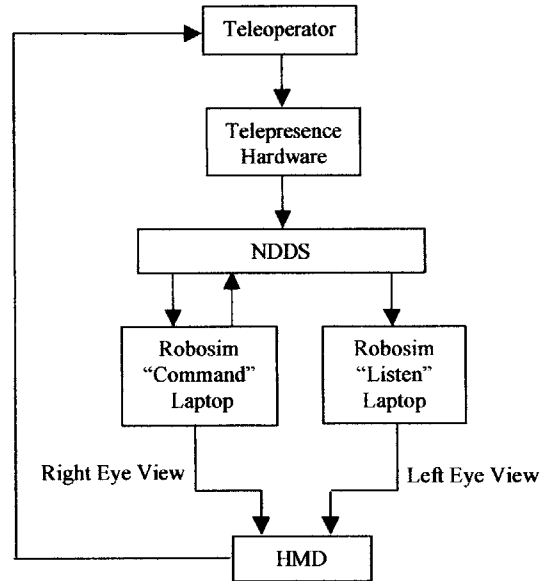 Teleoperator
Telepresence
Hardware
NDDS
Robosim
“Command”
Laptop
Robosim
“Listen”
Laptop
Right Eye View
Left Eye View
HMD